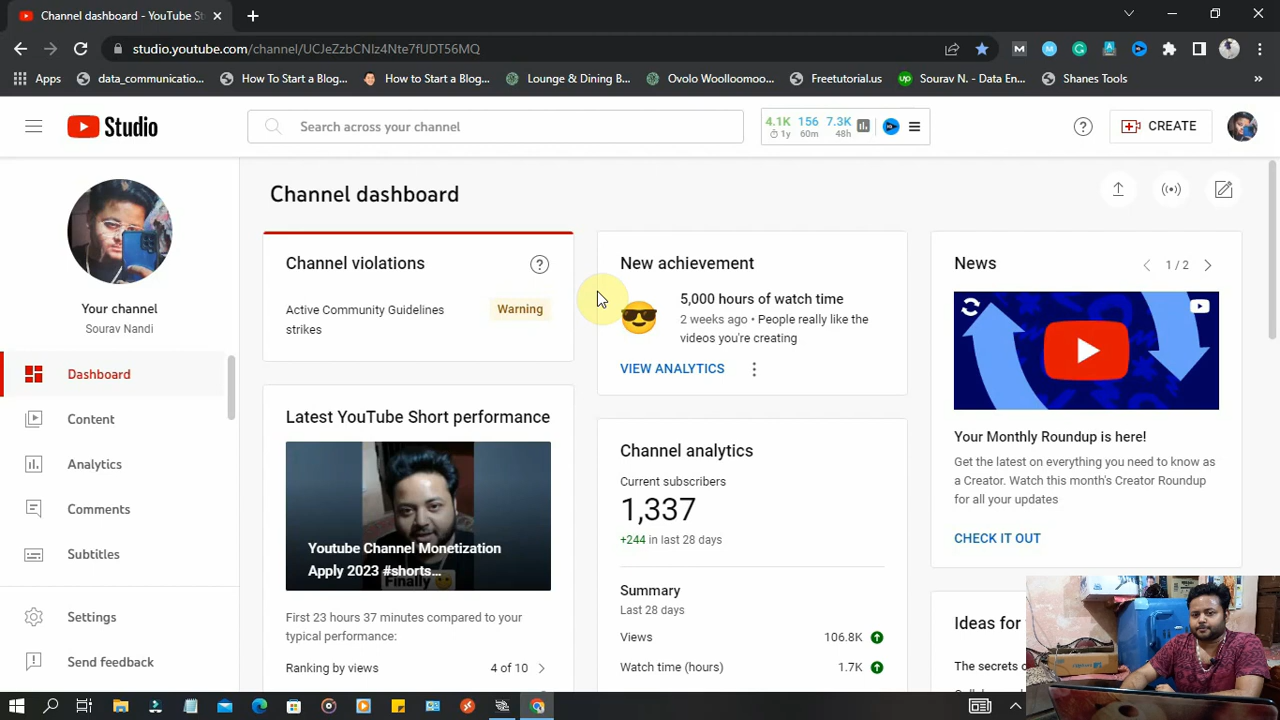 Channel dashboard - YouTube St
studio.youtube.com/channel/UCJeZzbCNIz4Nte7fUDT56MQ
Apps
data_communicatio...
How To Start a Blog...
How to Start a Blog...
Lounge & Dining B...
Ovolo Woolloomoo...
Freetutorial.us
up
Sourav N. - Data En...
Shanes Tools
»
Studio
Search across your channel
4.1K 156 7.3K
1y 60m 48h
CREATE
Channel dashboard
Your channel
Sourav Nandi
Dashboard
Content
Analytics
Comments
Subtitles
Settings
Send feedback
Channel violations
Active Community Guidelines
strikes
Warning
Latest YouTube Short performance
Youtube Channel Monetization
Apply 2023 #shorts...
Finally
First 23 hours 37 minutes compared to your
typical performance:
Ranking by views
4 of 10
New achievement
5,000 hours of watch time
2 weeks ago • People really like the
videos you're creating
VIEW ANALYTICS
Channel analytics
Current subscribers
1,337
+244 in last 28 days
Summary
Last 28 days
Views
106.8K
Watch time (hours)
1.7K
News
1 / 2
Your Monthly Roundup is here!
Get the latest on everything you need to know as
a Creator. Watch this month's Creator Roundup
for all your updates
CHECK IT OUT
Ideas for
The secrets o